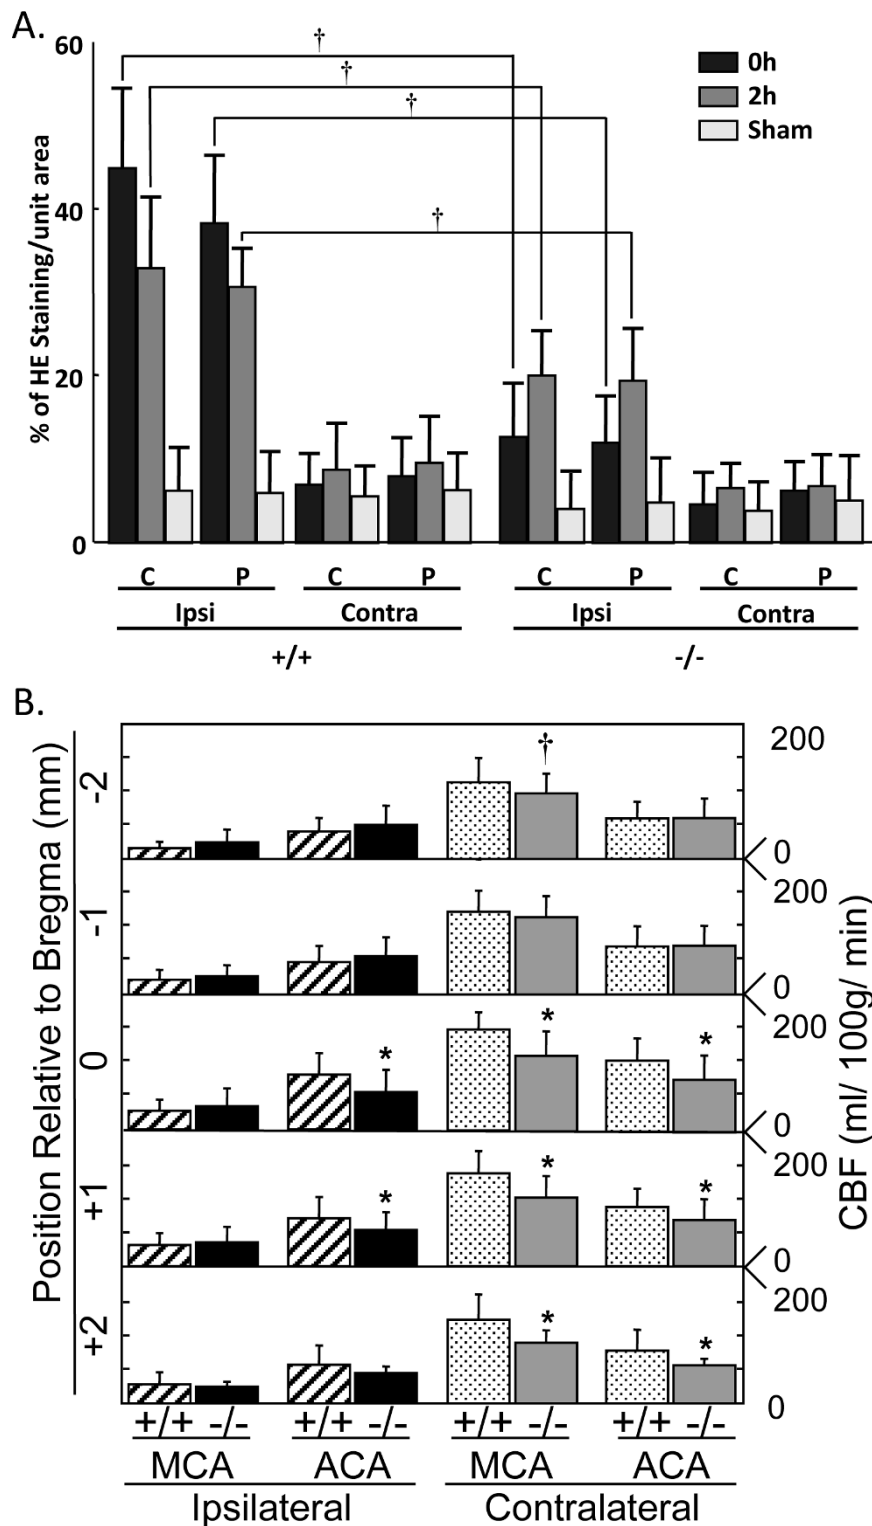 A.
60
40
20
0
% of HE Staining/unit area
† † † †
0h
2h
Sham
C P C P C P C P
Ipsi Contra Ipsi Contra
+/+ -/-
B.
Position Relative to Bregma (mm)
-2
-1
0
+1
+2
†
* * *
* * *
* *
200
0
200
0
200
0
200
0
200
0
CBF (ml/ 100g/ min)
+/+ -/- +/+ -/- +/+ -/- +/+ -/-
MCA ACA MCA ACA
Ipsilateral Contralateral